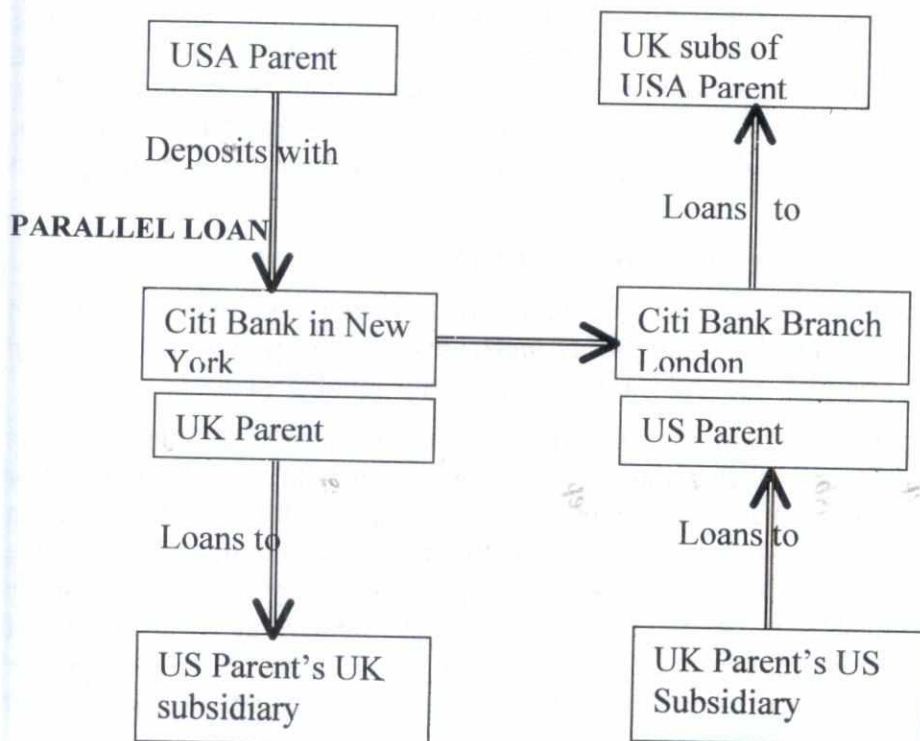 USA Parent
UK subs of
USA Parent
Deposits with
Loans to
PARALLEL LOAN
Citi Bank in New
York
Citi Bank Branch
London
UK Parent
US Parent
Loans to
Loans to
US Parent's UK
subsidiary
UK Parent's US
Subsidiary